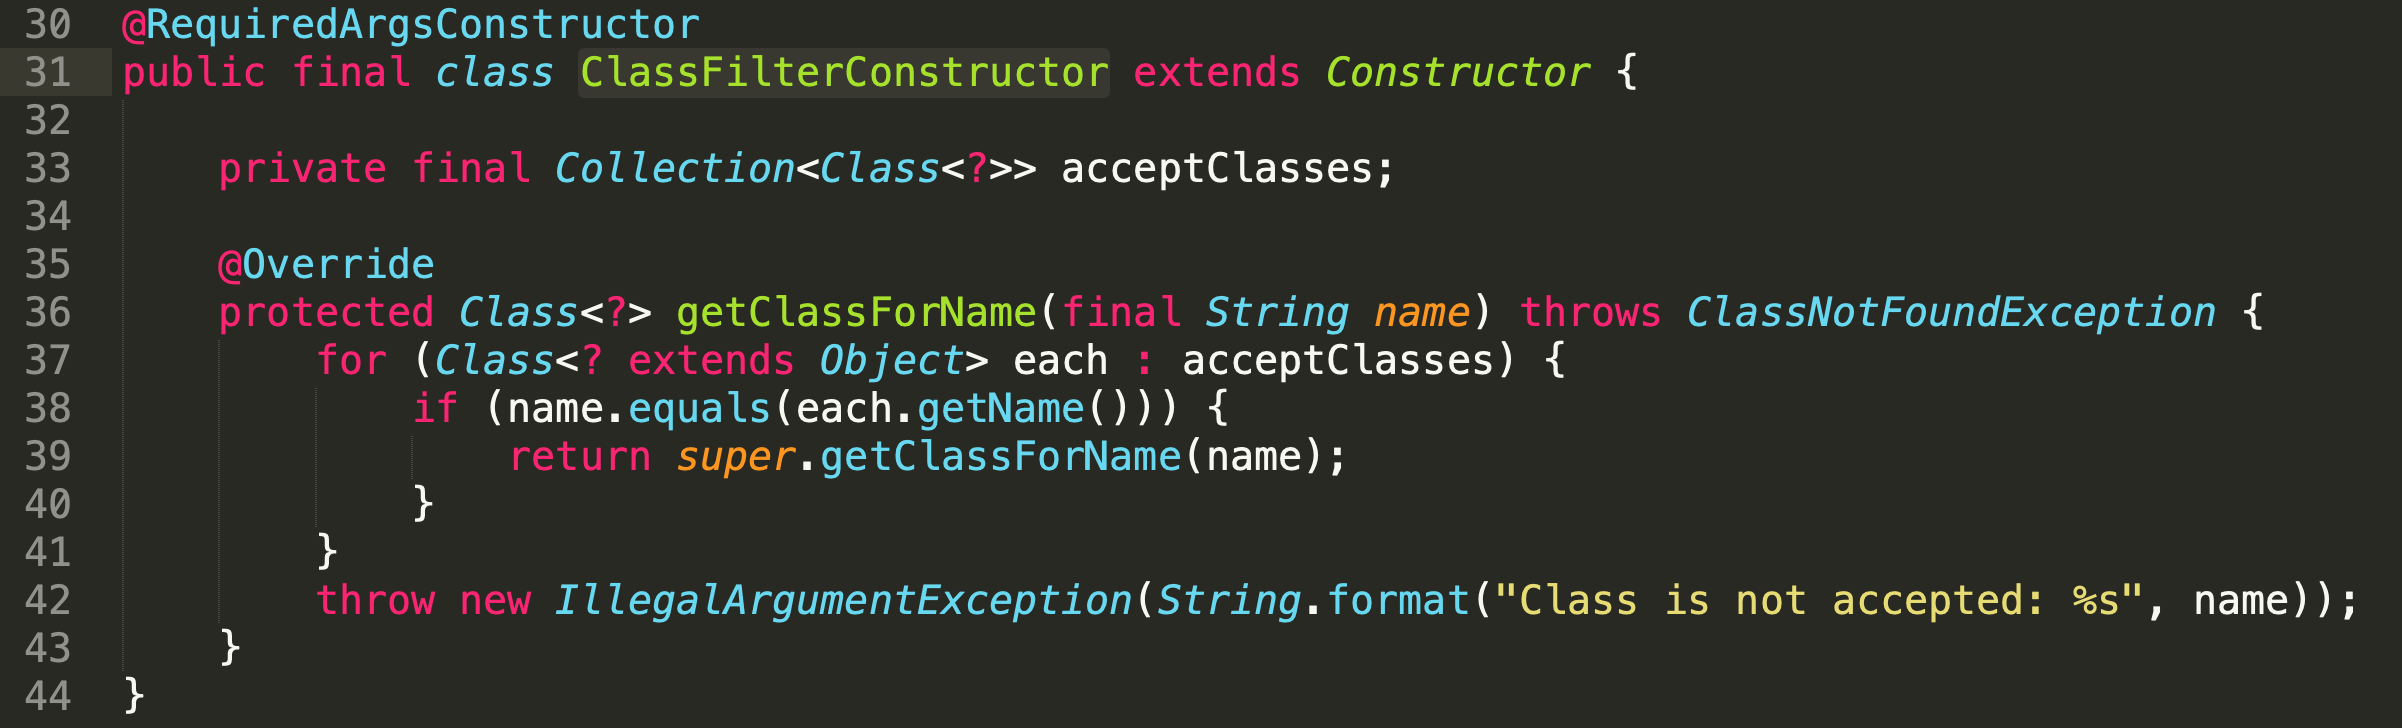 30 @RequiredArgsConstructor
31 public final class ClassFilterConstructor extends Constructor {
32
33     private final Collection<Class<?>> acceptClasses;
34
35     @Override
36     protected Class<?> getClassForName(final String name) throws ClassNotFoundException {
37         for (Class<? extends Object> each : acceptClasses) {
38             if (name.equals(each.getName())) {
39                 return super.getClassForName(name);
40             }
41         }
42         throw new IllegalArgumentException(String.format("Class is not accepted: %s", name));
43     }
44 }